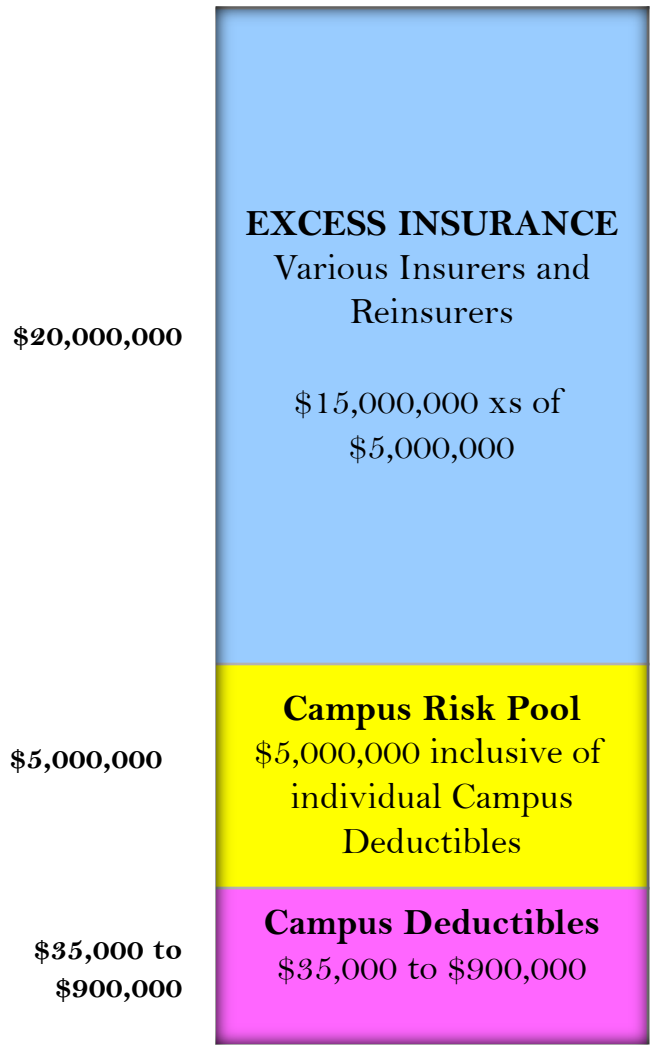 EXCESS INSURANCE
Various Insurers and
Reinsurers
$20,000,000
$15,000,000 xs of
$5,000,000
Campus Risk Pool
$5,000,000 inclusive of
$5,000,000
individual Campus
Deductibles
Campus Deductibles
$35,000 to $900,000
$35,000 to
$900,000